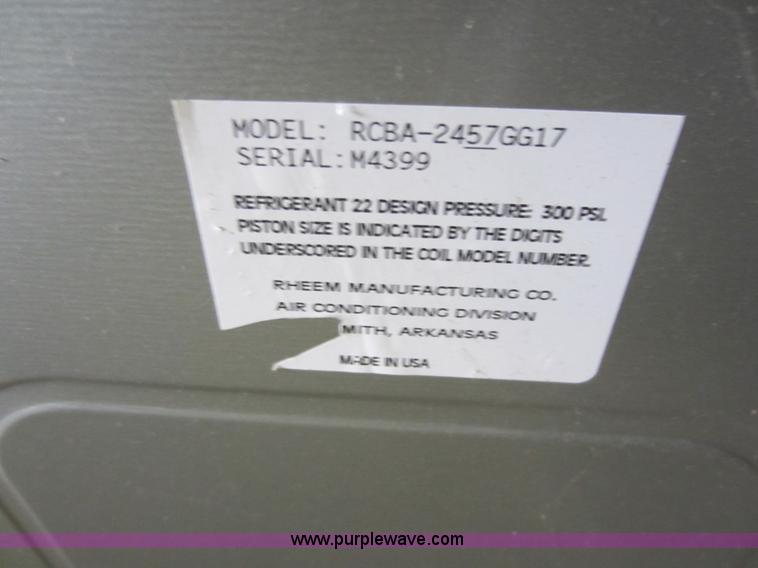 MODEL: RCBA-2457GG17
SERIAL: M4399
REFRIGERANT 22 DESIGN PRESSURE: 300 PSI.
PISTON SIZE IS INDICATED BY THE DIGITS
UNDERSCORED IN THE COIL MODEL NUMBER.
RHEEM MANUFACTURING CO.
AIR CONDITIONING DIVISION
MITH, ARKANSAS
MADE IN USA
www.purplewave.com